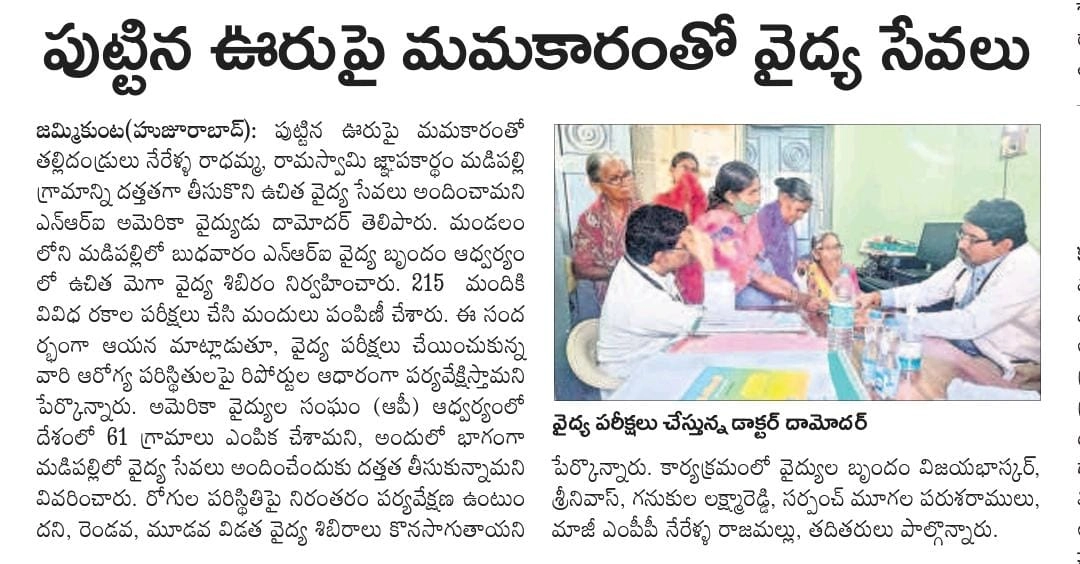 పుట్టిన ఊరుపై మమకారంతో వైద్య సేవలు
జమ్మికుంట(హుజూరాబాద్): పుట్టిన ఊరుపై మమకారంతో
తల్లిదండ్రులు నేరేళ్ళ రాధమ్మ, రామస్వామి జ్ఞాపకార్థం మడిపల్లి
గ్రామాన్ని దత్తతగా తీసుకొని ఉచిత వైద్య సేవలు అందించామని
ఎన్ఆర్ఐ అమెరికా వైద్యుడు దామోదర్ తెలిపారు. మండలం
లోని మడిపల్లిలో బుధవారం ఎన్ఆర్ఐ వైద్య బృందం ఆధ్వర్యం
లో ఉచిత మెగా వైద్య శిబిరం నిర్వహించారు. 215 మందికి
వివిధ రకాల పరీక్షలు చేసి మందులు పంపిణీ చేశారు. ఈ సంద
ర్భంగా ఆయన మాట్లాడుతూ, వైద్య పరీక్షలు చేయించుకున్న
వారి ఆరోగ్య పరిస్థితులపై రిపోర్టుల ఆధారంగా పర్యవేక్షిస్తామని
పేర్కొన్నారు. అమెరికా వైద్యుల సంఘం (ఆపీ) ఆధ్వర్యంలో
దేశంలో 61 గ్రామాలు ఎంపిక చేశామని, అందులో భాగంగా
మడిపల్లిలో వైద్య సేవలు అందించేందుకు దత్తత తీసుకున్నామని
వివరించారు. రోగుల పరిస్థితిపై నిరంతరం పర్యవేక్షణ ఉంటుం
దని, రెండవ, మూడవ విడత వైద్య శిబిరాలు కొనసాగుతాయని
వైద్య పరీక్షలు చేస్తున్న డాక్టర్ దామోదర్
పేర్కొన్నారు. కార్యక్రమంలో వైద్యుల బృందం విజయభాస్కర్,
శ్రీనివాస్, గనుకుల లక్ష్మారెడ్డి, సర్పంచ్ మూగల పరుశరాములు,
మాజీ ఎంపీపీ నేరేళ్ళ రాజమల్లు, తదితరులు పాల్గొన్నారు.